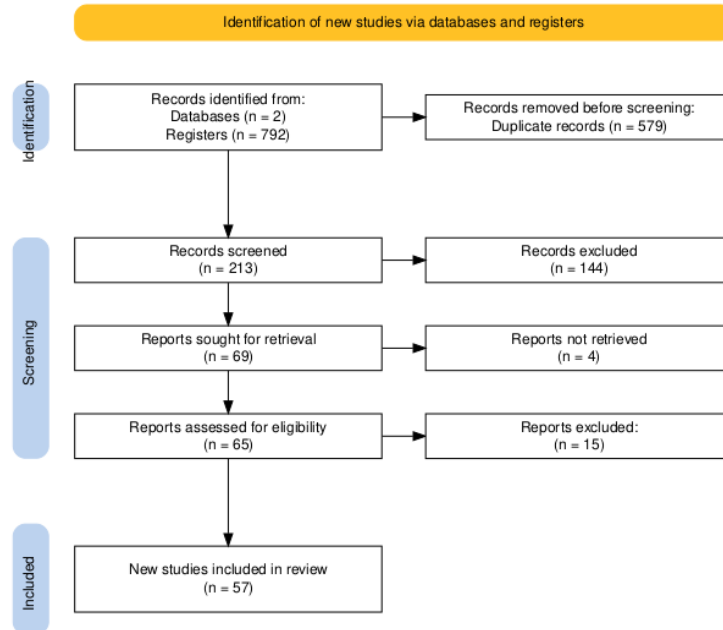 Identification of new studies via databases and registers
Identification
Records identified from:
Databases (n = 2)
Registers (n = 792)
Records removed before screening:
Duplicate records (n = 579)
Screening
Records screened
(n = 213)
Records excluded
(n = 144)
Reports sought for retrieval
(n = 69)
Reports not retrieved
(n = 4)
Reports assessed for eligibility
(n = 65)
Reports excluded:
(n = 15)
Included
New studies included in review
(n = 57)